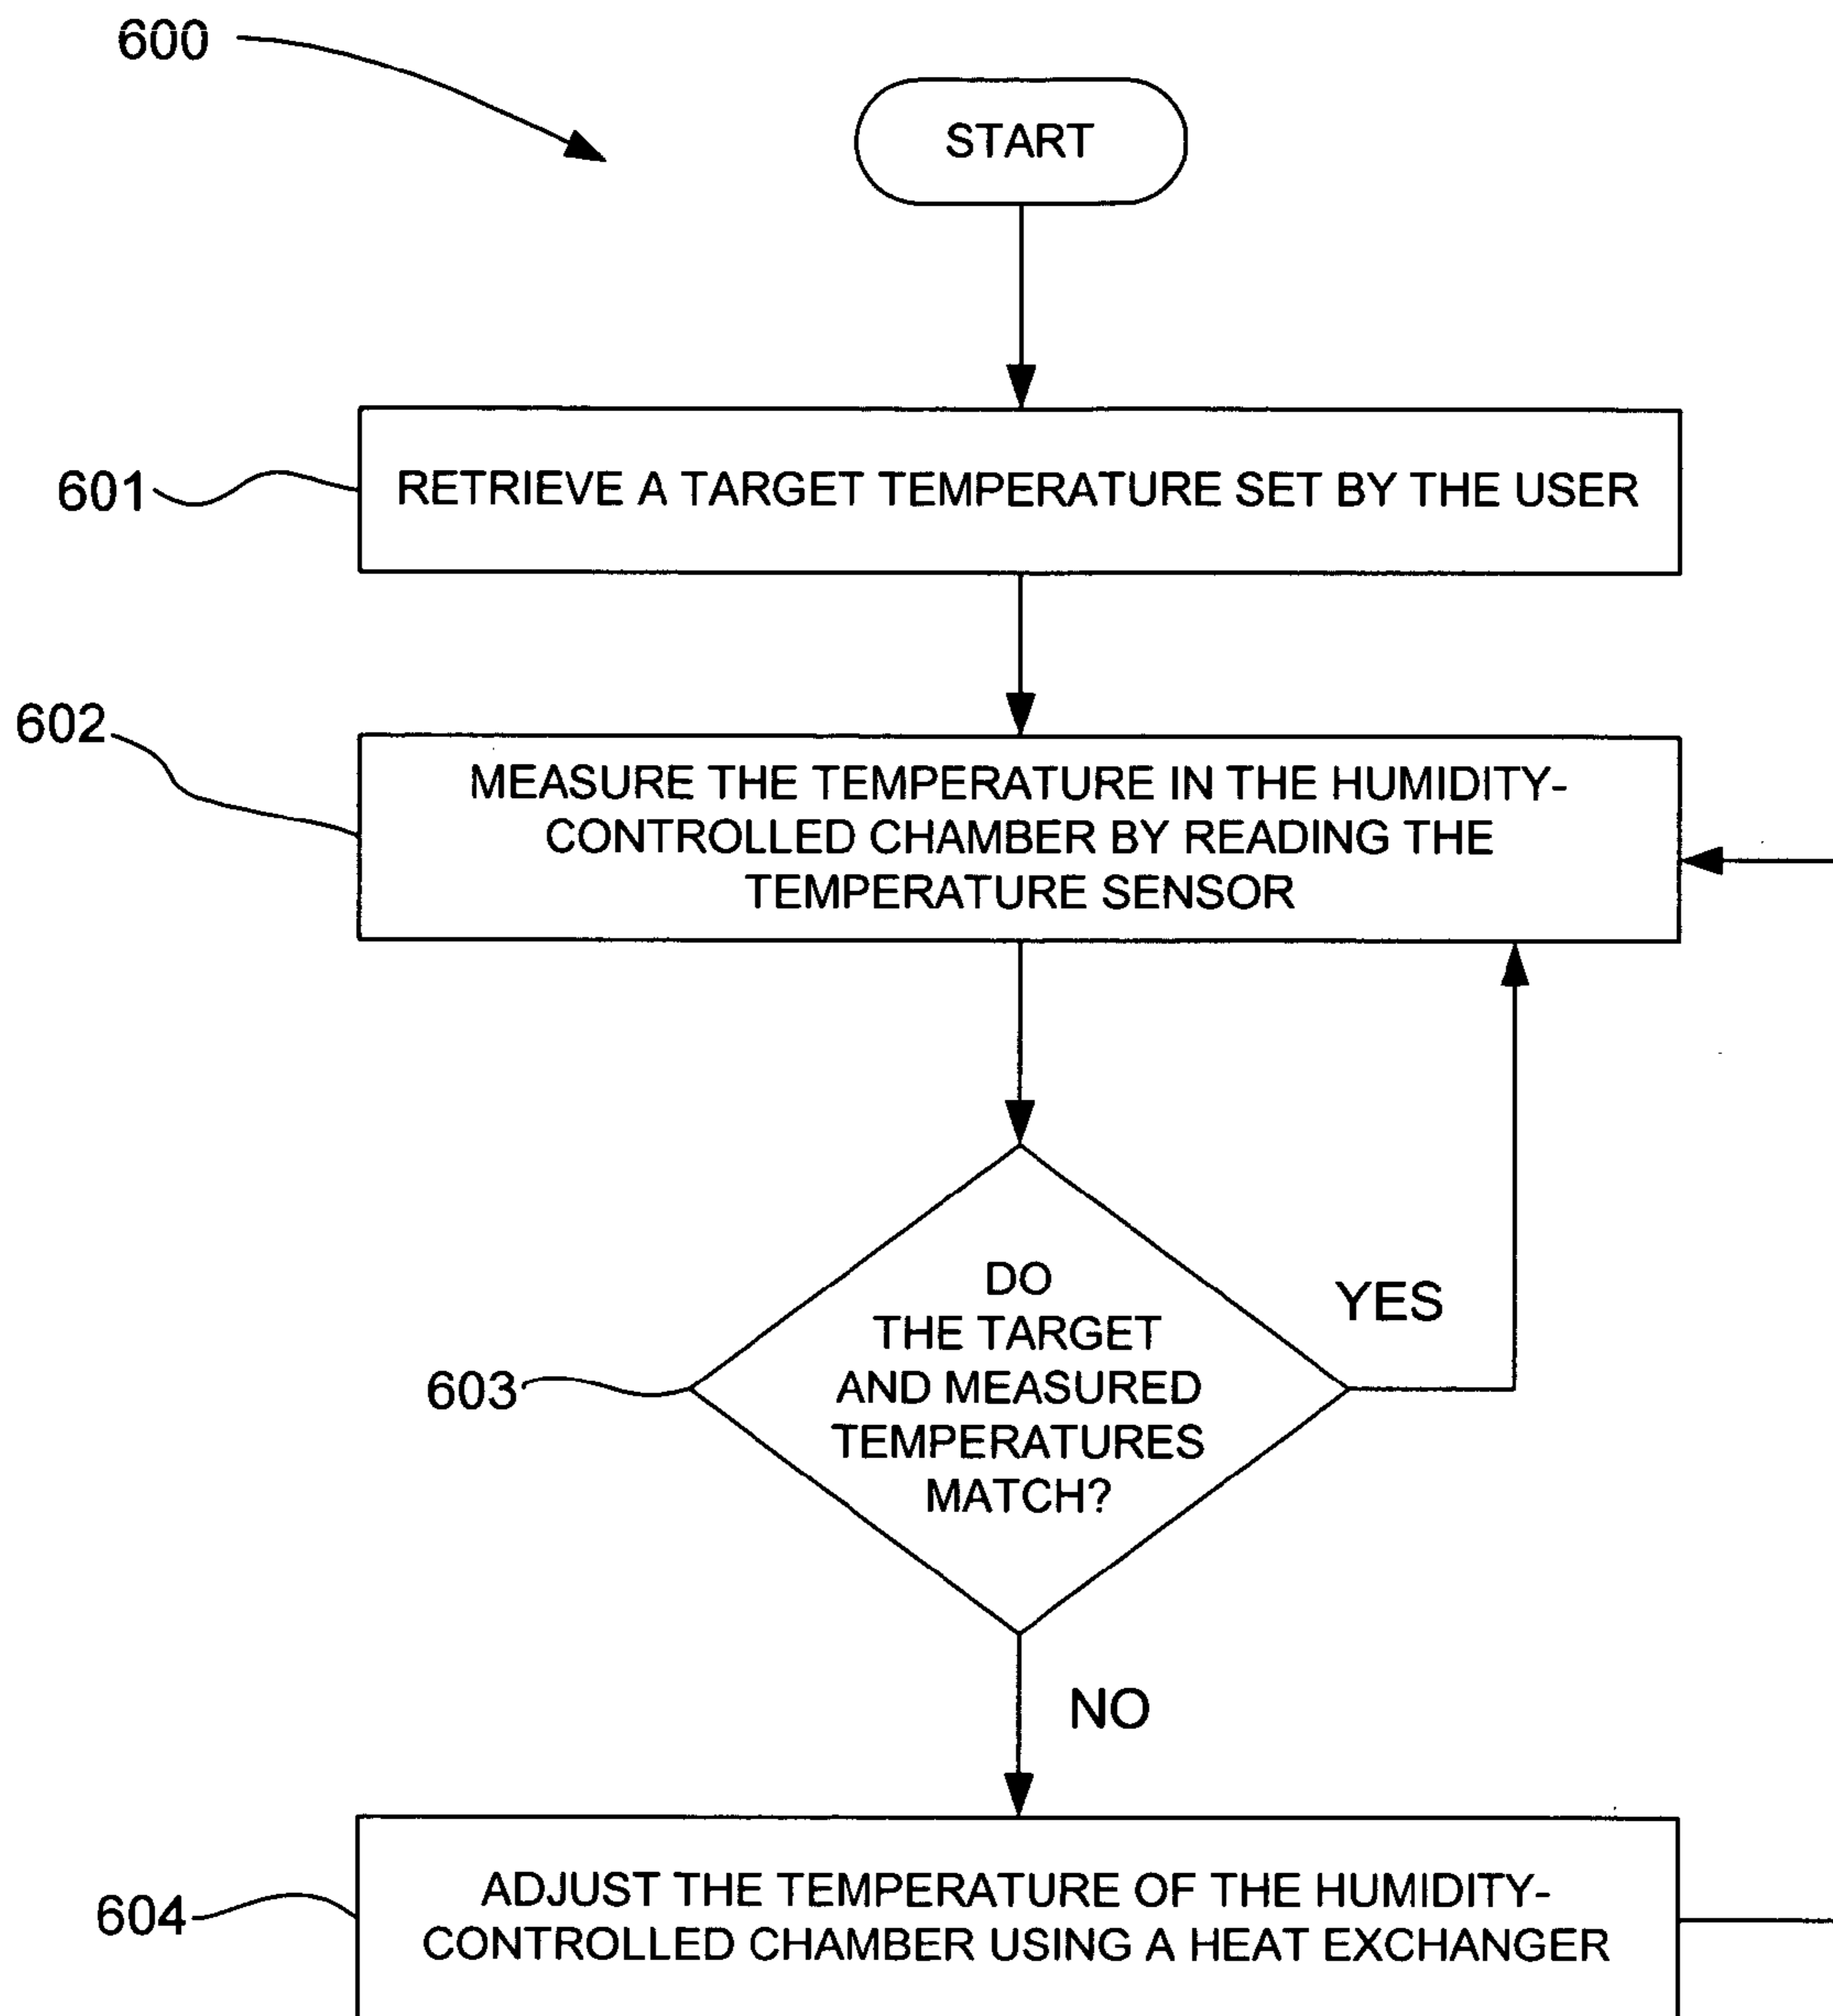 600
START
601
RETRIEVE A TARGET TEMPERATURE SET BY THE USER
602
MEASURE THE TEMPERATURE IN THE HUMIDITY-
CONTROLLED CHAMBER BY READING THE
TEMPERATURE SENSOR
603
DO
THE TARGET
AND MEASURED
TEMPERATURES
MATCH?
YES
NO
604
ADJUST THE TEMPERATURE OF THE HUMIDITY-
CONTROLLED CHAMBER USING A HEAT EXCHANGER